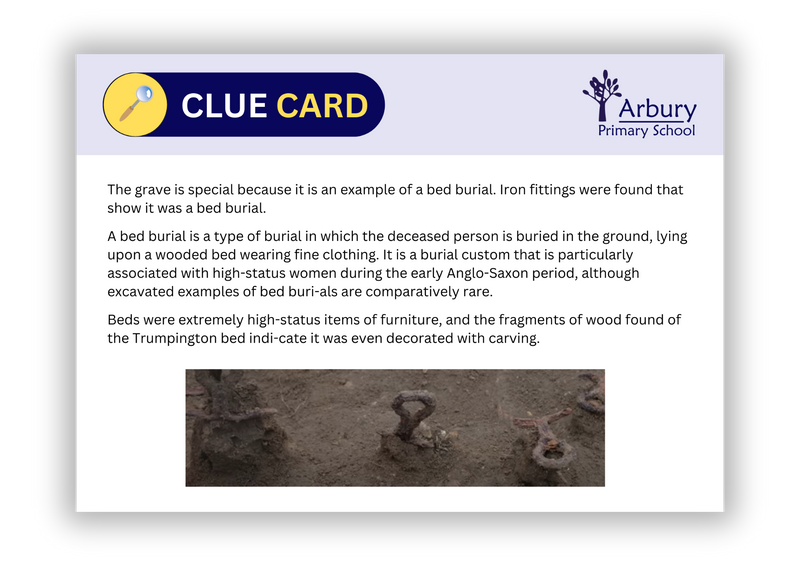 CLUE CARD
Arbury
Primary School
The grave is special because it is an example of a bed burial. Iron fittings were found that
show it was a bed burial.
A bed burial is a type of burial in which the deceased person is buried in the ground, lying
upon a wooded bed wearing fine clothing. It is a burial custom that is particularly
associated with high-status women during the early Anglo-Saxon period, although
excavated examples of bed buri-als are comparatively rare.
Beds were extremely high-status items of furniture, and the fragments of wood found of
the Trumpington bed indi-cate it was even decorated with carving.